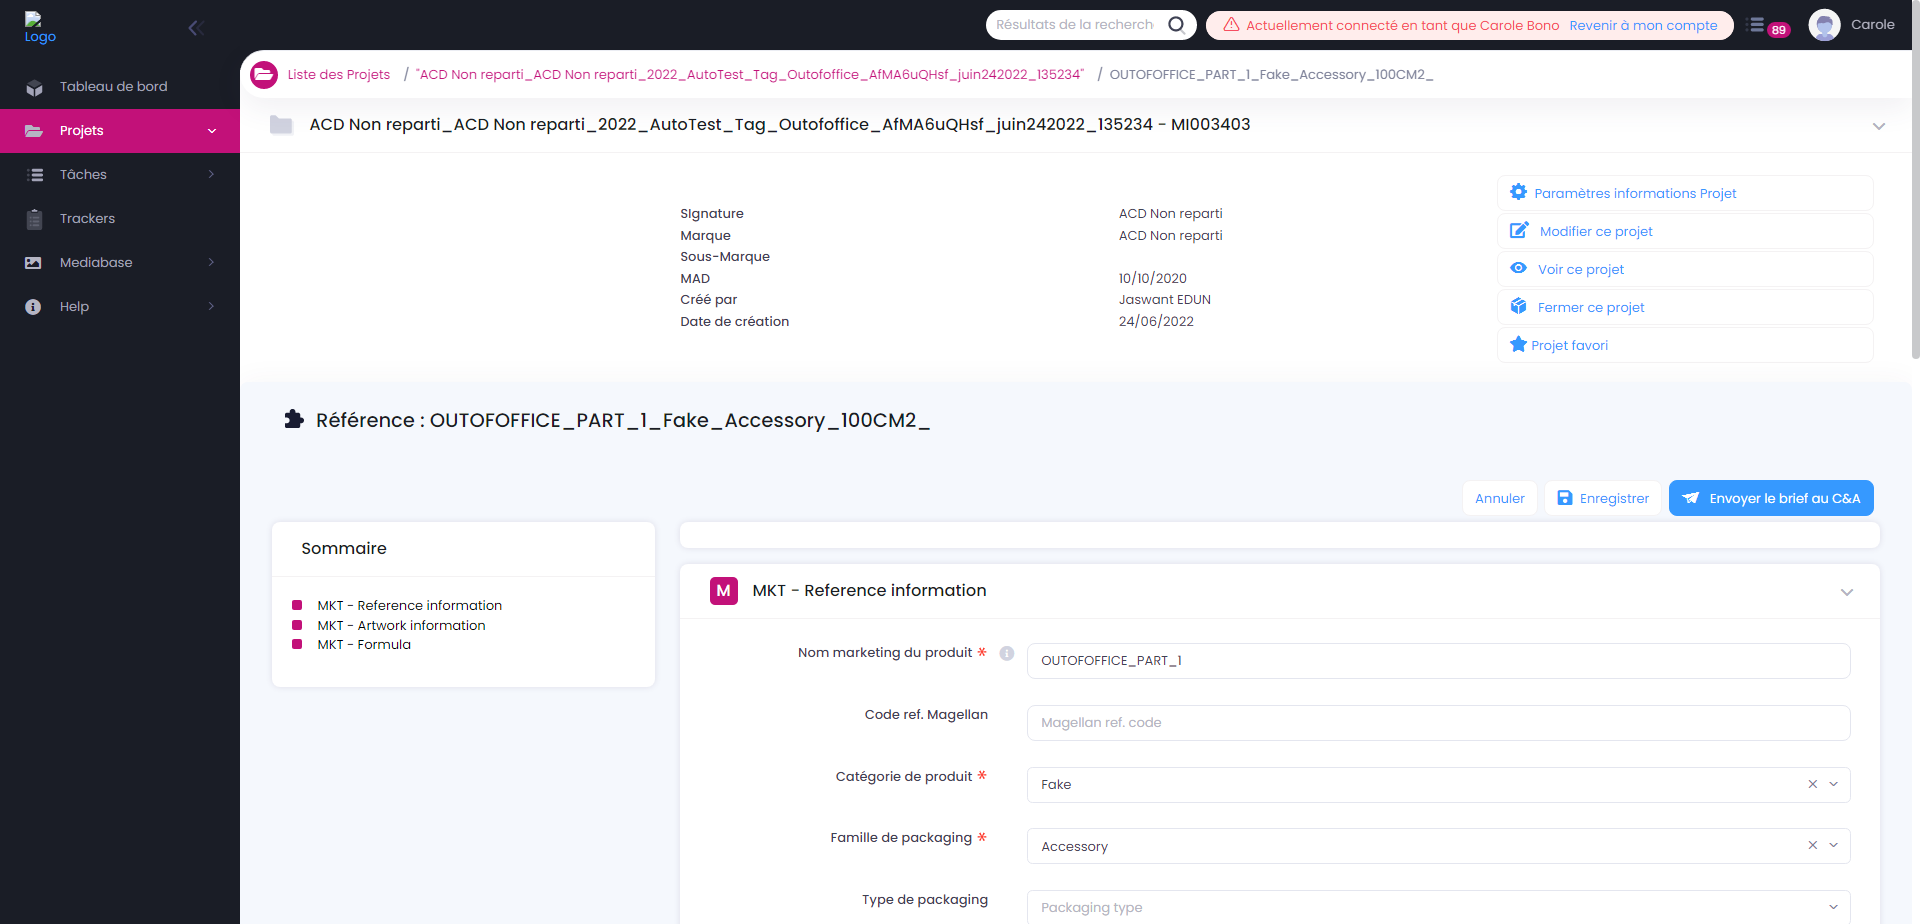 Logo
Résultats de la recherch
Actuellement connecté en tant que Carole Bono Revenir à mon compte
89
Carole
Tableau de bord
Projets
Tâches
Trackers
Mediabase
Help
Liste des Projets / "ACD Non reparti_ACD Non reparti_2022_AutoTest_Tag_Outofoffice_AfMA6uQHsf_juin242022_135234" / OUTOFOFFICE_PART_1_Fake_Accessory_100CM2_
ACD Non reparti_ACD Non reparti_2022_AutoTest_Tag_Outofoffice_AfMA6uQHsf_juin242022_135234 - MI003403
SIgnature ACD Non reparti
Marque ACD Non reparti
Sous-Marque
MAD 10/10/2020
Créé par Jaswant EDUN
Date de création 24/06/2022
Paramètres informations Projet
Modifier ce projet
Voir ce projet
Fermer ce projet
Projet favori
Référence : OUTOFOFFICE_PART_1_Fake_Accessory_100CM2_
Annuler Enregistrer Envoyer le brief au C&A
Sommaire
MKT - Reference information
MKT - Artwork information
MKT - Formula
M MKT - Reference information
Nom marketing du produit * OUTOFOFFICE_PART_1
Code ref. Magellan Magellan ref. code
Catégorie de produit * Fake
Famille de packaging * Accessory
Type de packaging Packaging type